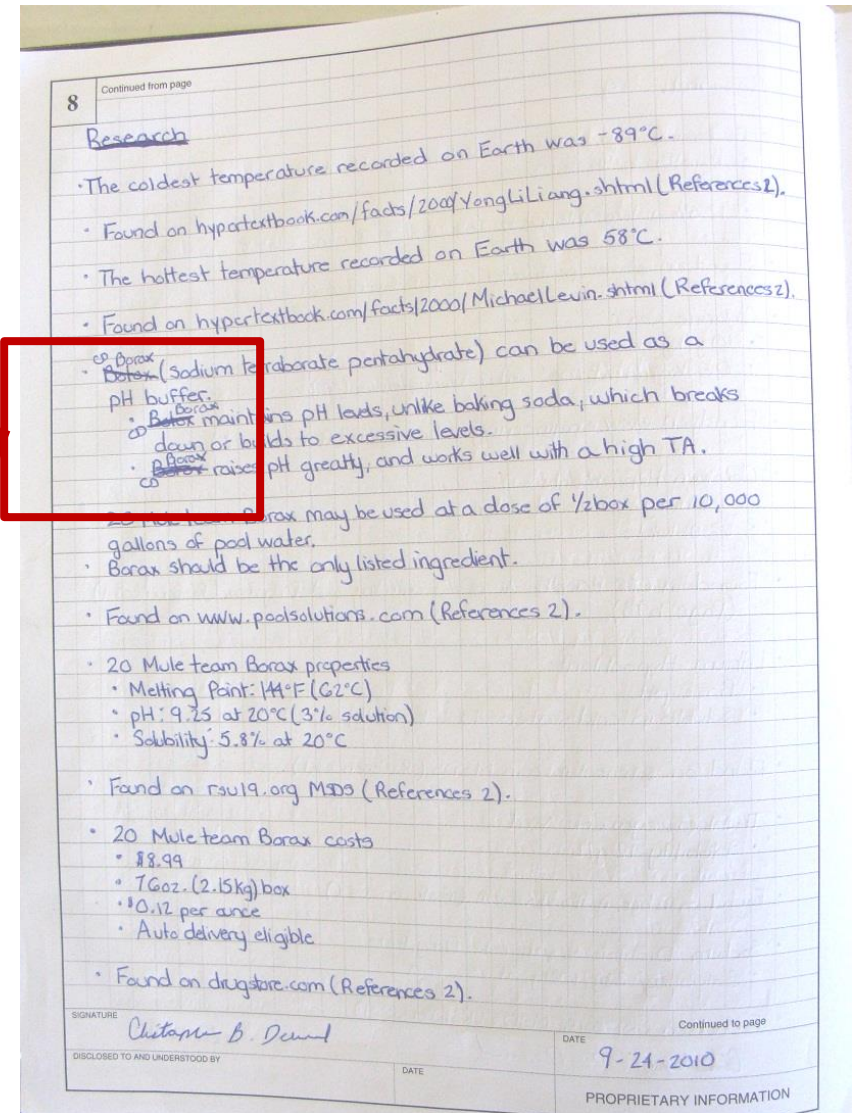 8
Continued from page
Research
· The coldest temperature recorded on Earth was -89°C.
· Found on hypertextbook.com/facts/2000/YongLiLiang.shtml (References 2).
· The hottest temperature recorded on Earth was 58°C.
· Found on hypertextbook.com/facts/2000/MichaelLevin.shtml (References 2).
Borax
· Botox (sodium tetraborate pentahydrate) can be used as a
pH buffer.
Borax
· Botox maintains pH levels, unlike baking soda, which breaks
down or builds to excessive levels.
Borax
· raises pH greatly, and works well with a high TA.
20 Mule team Borax may be used at a dose of 1/2 box per 10,000
gallons of pool water.
· Borax should be the only listed ingredient.
· Found on www.poolsolutions.com (References 2).
· 20 Mule team Borax properties
· Melting Point: 144°F (62°C)
· pH: 9.25 at 20°C (3% solution)
· Solubility: 5.8% at 20°C
· Found on rsu19.org MSDS (References 2).
· 20 Mule team Borax costs
· $8.99
· 76oz. (2.15kg) box
· $0.12 per ounce
· Auto delivery eligible
· Found on drugstore.com (References 2).
SIGNATURE
B.
Continued to page
DATE
9-24-2010
DISCLOSED TO AND UNDERSTOOD BY
DATE
PROPRIETARY INFORMATION